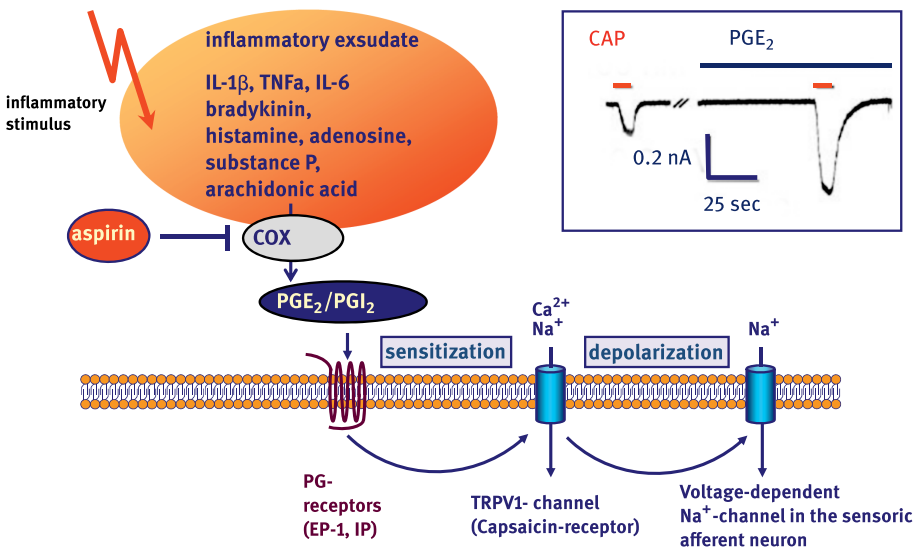 inflammatory exsudate
IL-1β, TNFa, IL-6
bradykinin,
histamine, adenosine,
substance P,
arachidonic acid
inflammatory
stimulus
aspirin
COX
PGE₂/PGI₂
CAP
PGE₂
0.2 nA
25 sec
Ca²⁺
Na⁺
Na⁺
sensitization
depolarization
PG-
receptors
(EP-1, IP)
TRPV1- channel
(Capsaicin-receptor)
Voltage-dependent
Na⁺-channel in the sensoric
afferent neuron